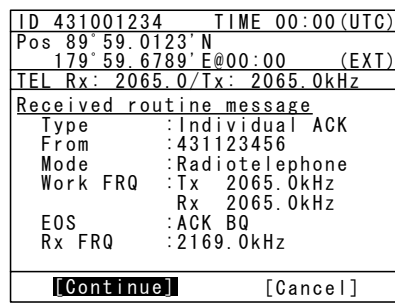 ID 431001234 TIME 00:00(UTC)
Pos 89°59.0123'N
179°59.6789'E@00:00 (EXT)
TEL Rx: 2065.0/Tx: 2065.0kHz
Received routine message
Type :Individual ACK
From :431123456
Mode :Radiotelephone
Work FRQ :Tx 2065.0kHz
Rx 2065.0kHz
EOS :ACK BQ
Rx FRQ :2169.0kHz
[Continue] [Cancel]